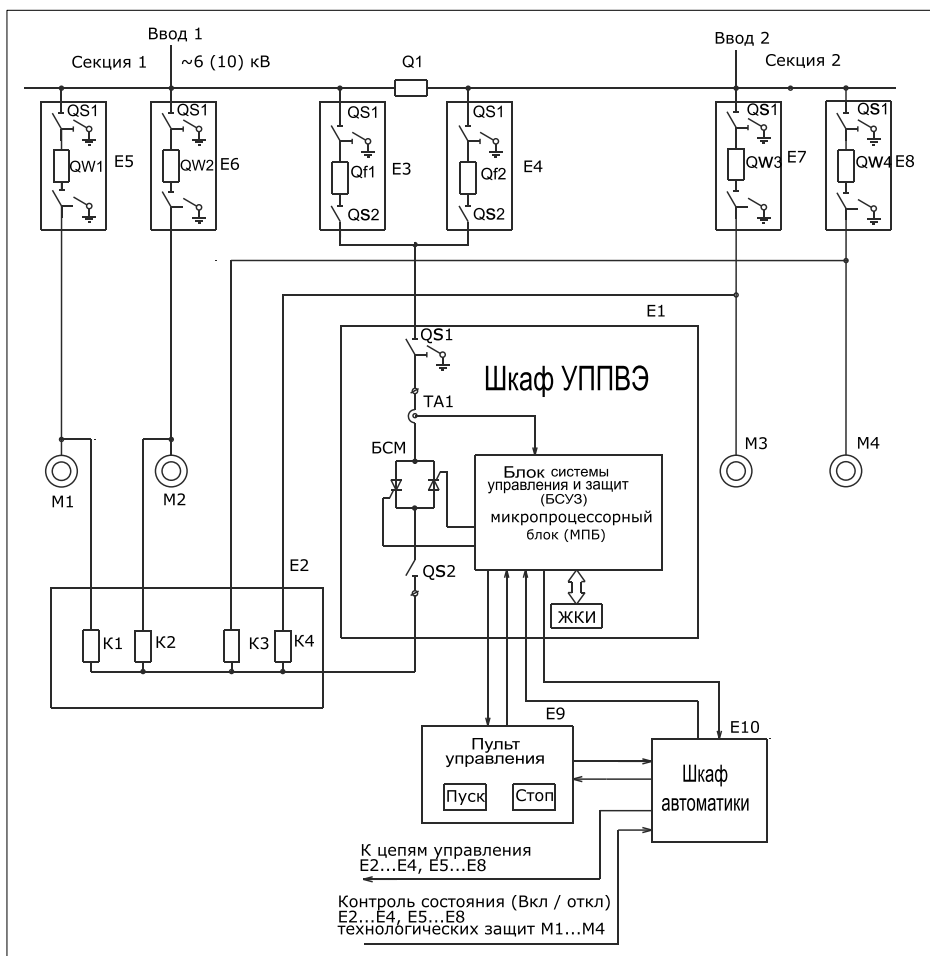 Ввод 1
Ввод 2
Секция 1
~6 (10) кВ
Q1
Секция 2
QS1
QS1
QS1
QS1
QS1
QS1
QW1
E5
QW2
E6
Qf1
E3
Qf2
E4
QW3
E7
QW4
E8
QS2
QS2
E1
QS1
Шкаф УППВЭ
TA1
БСМ
M3
M4
M1
M2
Блок системы
управления и защит
(БСУЗ)
микропроцессорный
блок (МПБ)
E2
QS2
ЖКИ
K1
K2
K3
K4
E9
E10
Пульт
управления
Пуск
Стоп
Шкаф
автоматики
К цепям управления
E2...E4, E5...E8
Контроль состояния (Вкл / откл)
E2...E4, E5...E8
технологических защит M1...M4